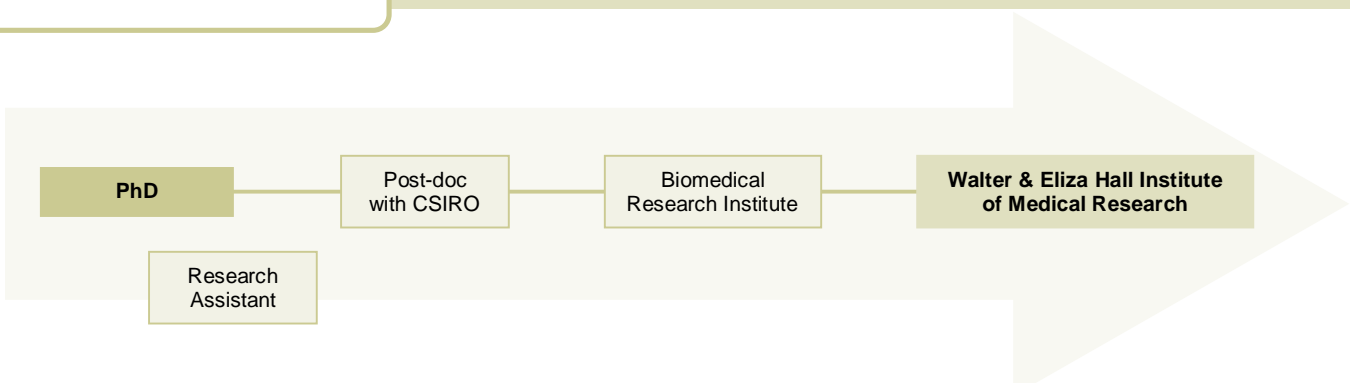 PhD
Post-doc
with CSIRO
Biomedical
Research Institute
Walter & Eliza Hall Institute
of Medical Research
Research
Assistant